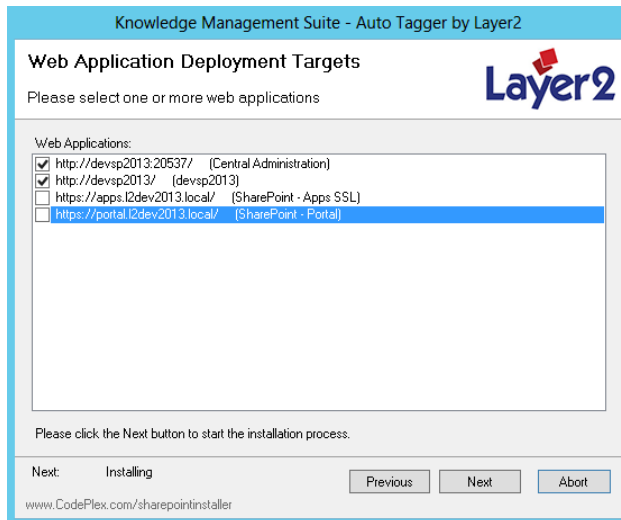 Knowledge Management Suite - Auto Tagger by Layer2
Web Application Deployment Targets
Please select one or more web applications
Layer2
Web Applications:
http://devsp2013:20537/ (Central Administration)
http://devsp2013/ (devsp2013)
https://apps.l2dev2013.local/ (SharePoint - Apps SSL)
https://portal.l2dev2013.local/ (SharePoint - Portal)
Please click the Next button to start the installation process.
Next: Installing
Previous Next Abort
www.CodePlex.com/sharepointinstaller